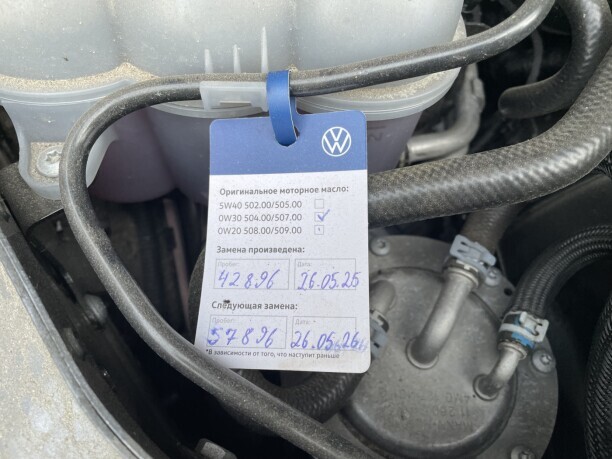 Оригинальное моторное масло:
5W40 502.00/505.00
0W30 504.00/507.00
0W20 508.00/509.00
Замена произведена:
Пробег: Дата:
42896 26.05.25
Следующая замена:
Пробег: Дата: *
57896 26.05.26
*В зависимости от того, что наступит раньше